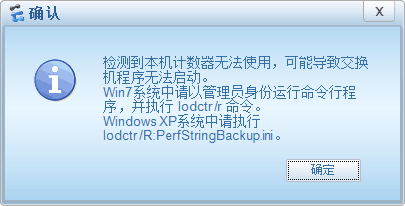 确认
检测到本机计数器无法使用，可能导致交换
机程序无法启动。
Win7系统中请以管理员身份运行命令行程
序，并执行 lodctr/r 命令。
Windows XP系统中请执行
lodctr/R:PerfStringBackup.ini。
确定